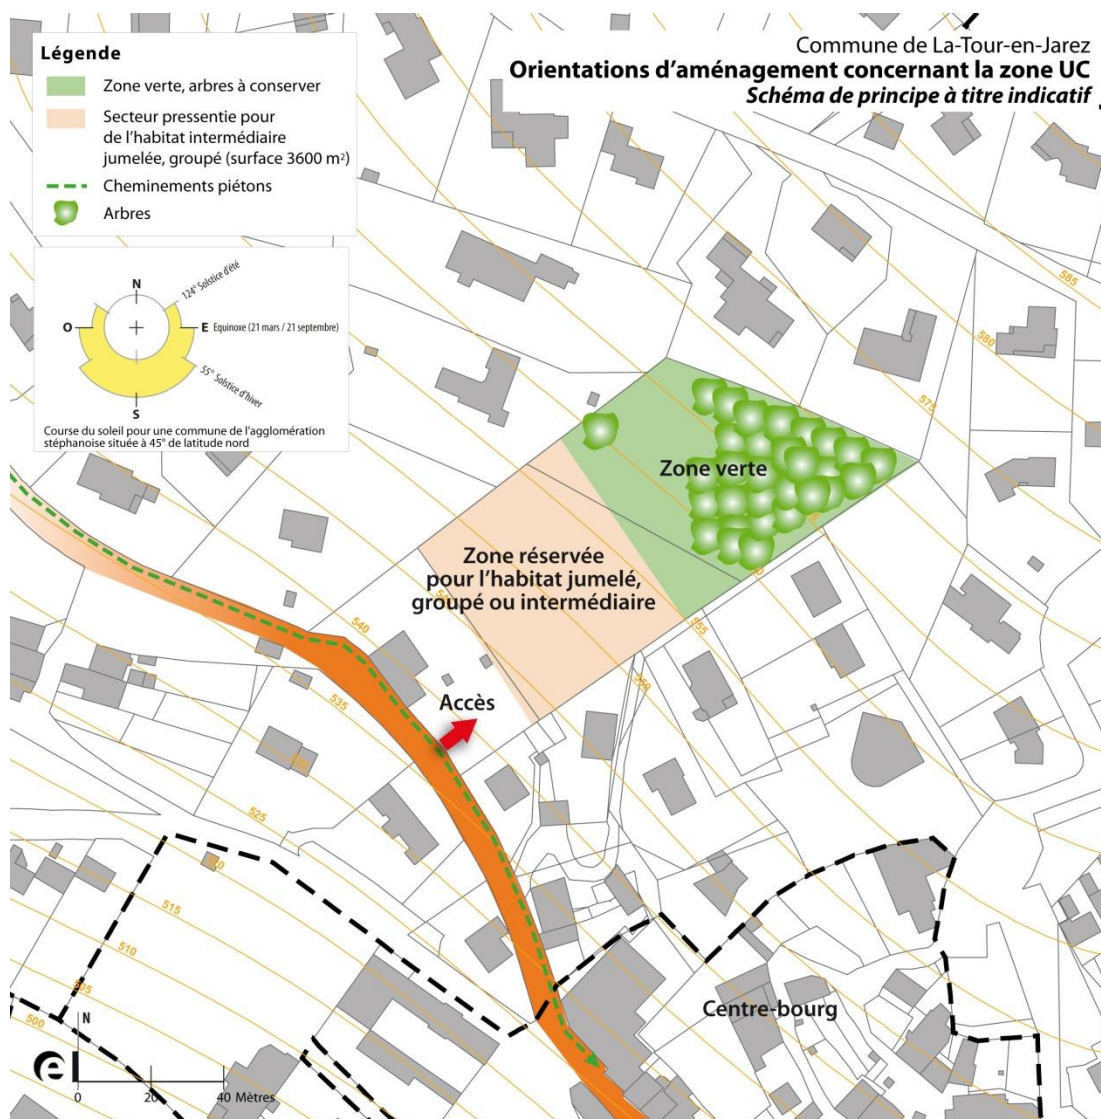 Commune de La-Tour-en-Jarez
Orientations d'aménagement concernant la zone UC
Schéma de principe à titre indicatif
Légende
Zone verte, arbres à conserver
Secteur pressentie pour
de l'habitat intermédiaire
jumelée, groupé (surface 3600 m²)
Cheminements piétons
Arbres
N
124° Solstice d'été
O
E
Equinoxe (21 mars / 21 septembre)
55° Solstice d'hiver
S
Course du soleil pour une commune de l'agglomération
stéphanoise située à 45° de latitude nord
585
580
575
Zone verte
Zone réservée
pour l'habitat jumelé,
groupé ou intermédiaire
555
550
540
535
Accès
525
515
510
505
500
Centre-bourg
N
0
20
40 Mètres